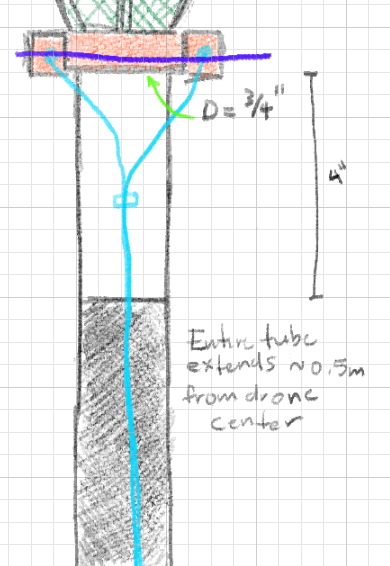 D = 3/4"
4"
Entire tube
extends ~0.5m
from drone
center